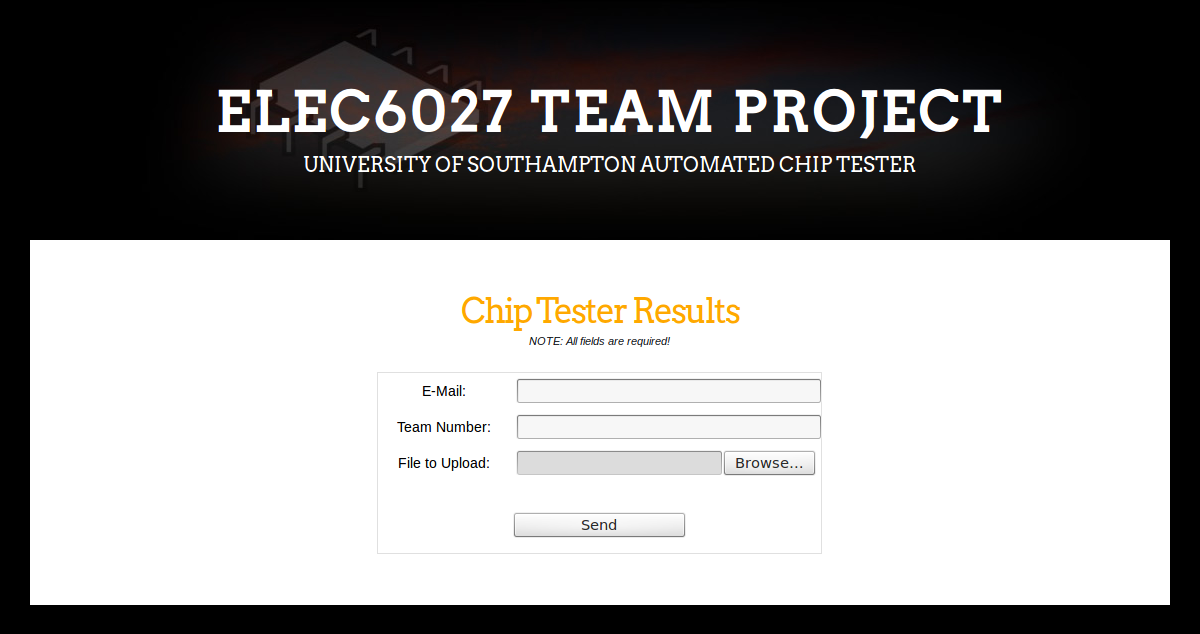 ELEC6027 TEAM PROJECT
UNIVERSITY OF SOUTHAMPTON AUTOMATED CHIP TESTER
Chip Tester Results
NOTE: All fields are required!
E-Mail:
Team Number:
File to Upload: Browse...
Send